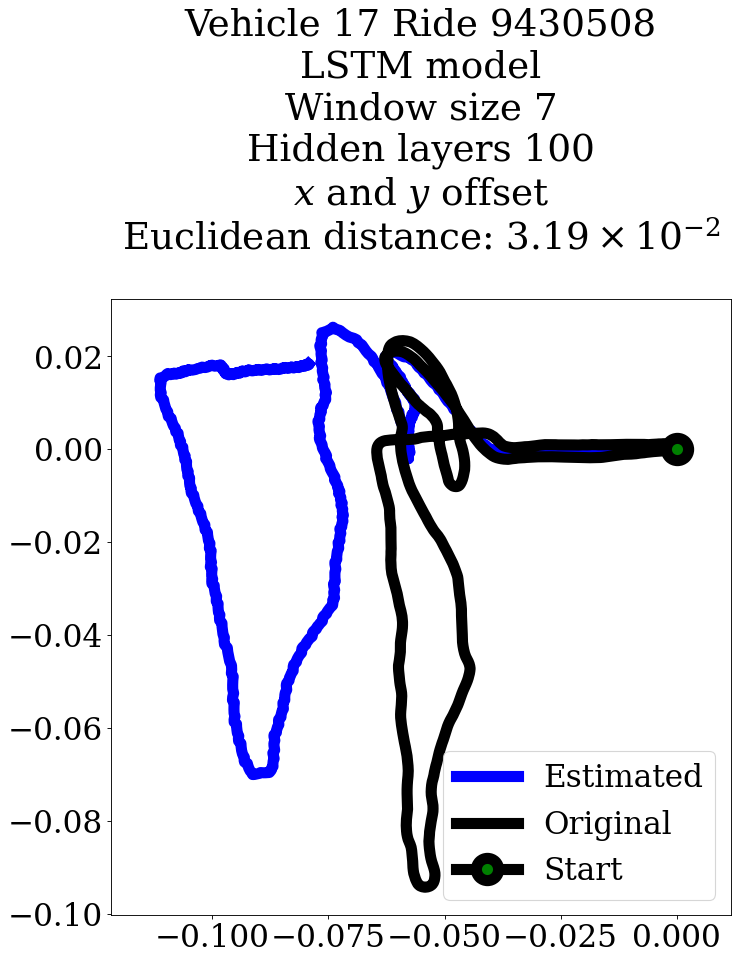 Vehicle 17 Ride 9430508
LSTM model
Window size 7
Hidden layers 100
x and y offset
Euclidean distance: 3.19 × 10⁻²
0.02
0.00
−0.02
−0.04
−0.06
−0.08
−0.10
Estimated
Original
Start
−0.100 −0.075 −0.050 −0.025 0.000